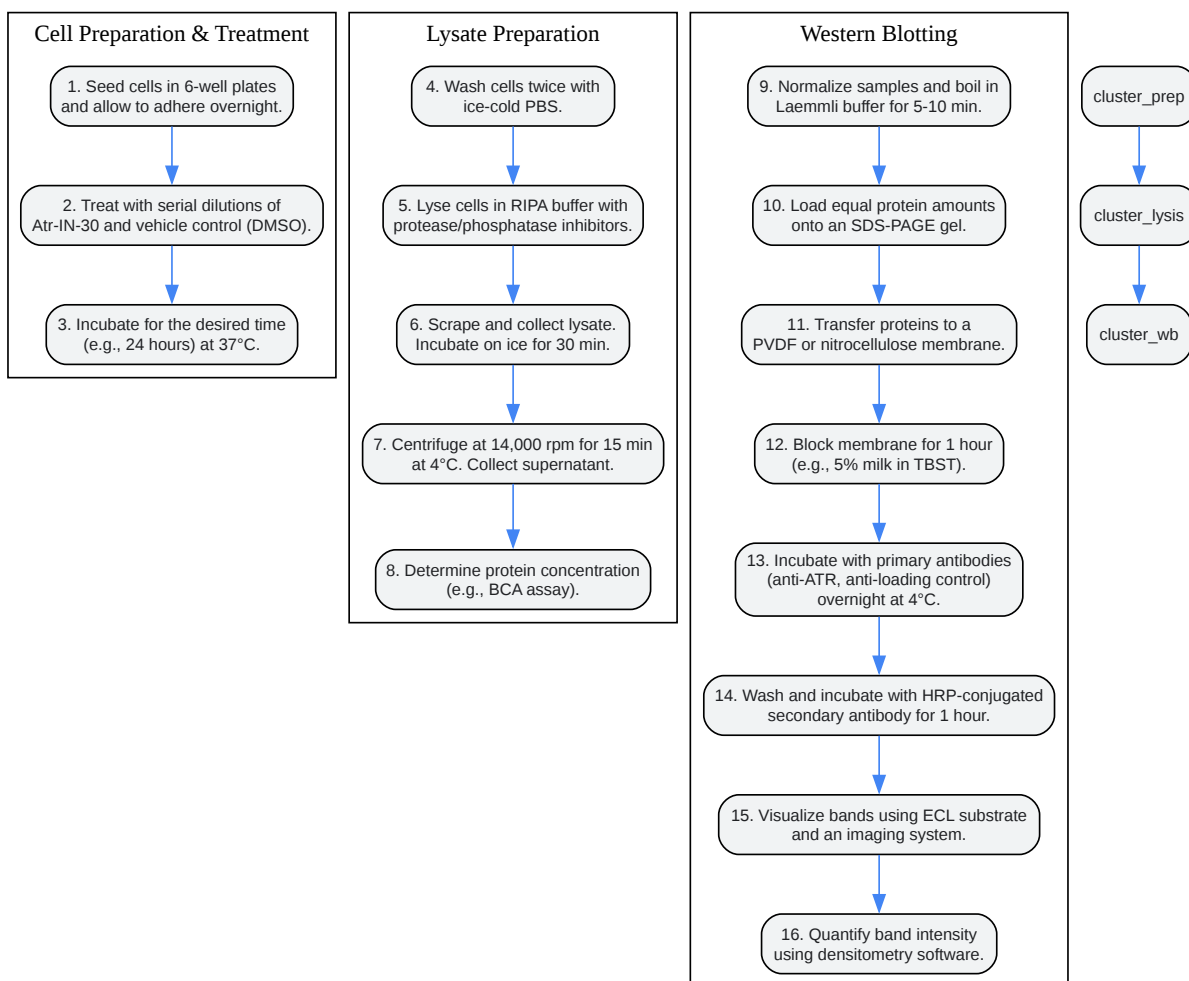 Cell Preparation & Treatment
1. Seed cells in 6-well plates
and allow to adhere overnight.
2. Treat with serial dilutions of
Atr-IN-30 and vehicle control (DMSO).
3. Incubate for the desired time
(e.g., 24 hours) at 37°C.
Lysate Preparation
4. Wash cells twice with
ice-cold PBS.
5. Lyse cells in RIPA buffer with
protease/phosphatase inhibitors.
6. Scrape and collect lysate.
Incubate on ice for 30 min.
7. Centrifuge at 14,000 rpm for 15 min
at 4°C. Collect supernatant.
8. Determine protein concentration
(e.g., BCA assay).
Western Blotting
9. Normalize samples and boil in
Laemmli buffer for 5-10 min.
10. Load equal protein amounts
onto an SDS-PAGE gel.
11. Transfer proteins to a
PVDF or nitrocellulose membrane.
12. Block membrane for 1 hour
(e.g., 5% milk in TBST).
13. Incubate with primary antibodies
(anti-ATR, anti-loading control)
overnight at 4°C.
14. Wash and incubate with HRP-conjugated
secondary antibody for 1 hour.
15. Visualize bands using ECL substrate
and an imaging system.
16. Quantify band intensity
using densitometry software.
cluster_prep
cluster_lysis
cluster_wb